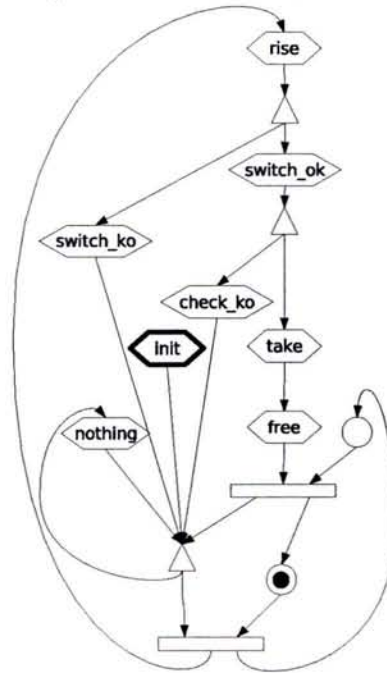 rise
switch_ok
switch_ko
check_ko
init
take
free
nothing